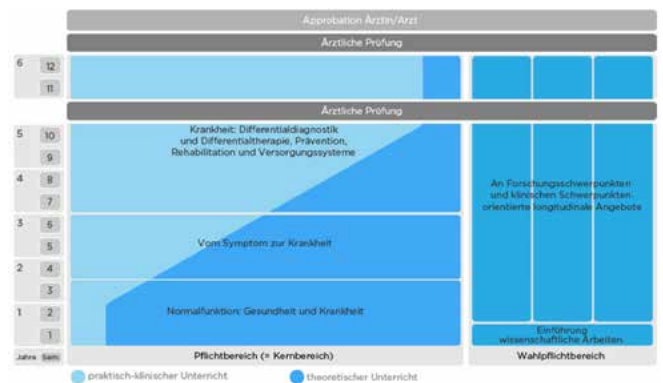 Approbation Ärztin/Arzt
Ärztliche Prüfung
6 12
11
Ärztliche Prüfung
5 10
9
4 8
7
3 6
5
2 4
3
1 2
1
Krankheit: Differentialdiagnostik
und Differentialtherapie, Prävention,
Rehabilitation und Versorgungssysteme
Vom Symptom zur Krankheit
Normalfunktion: Gesundheit und Krankheit
An Forschungsschwerpunkten
und klinischen Schwerpunkten
orientierte longitudinale Angebote
Einführung
wissenschaftliche Arbeiten
Jahre Sem
Pflichtbereich (= Kernbereich)
Wahlpflichtbereich
praktisch-klinischer Unterricht
theoretischer Unterricht